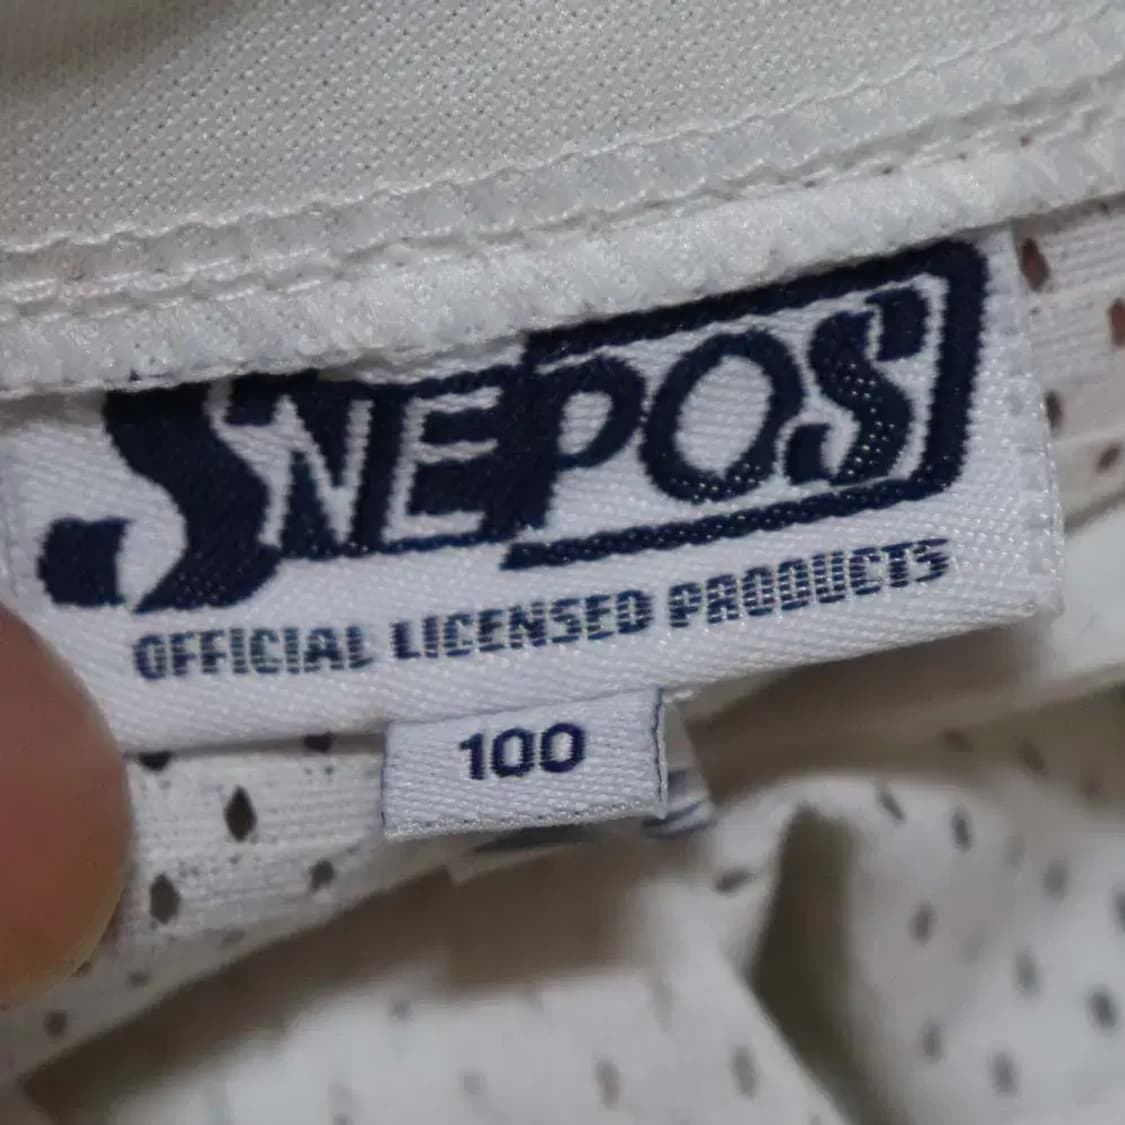 SNEPOS
OFFICIAL LICENSED PRODUCTS
100